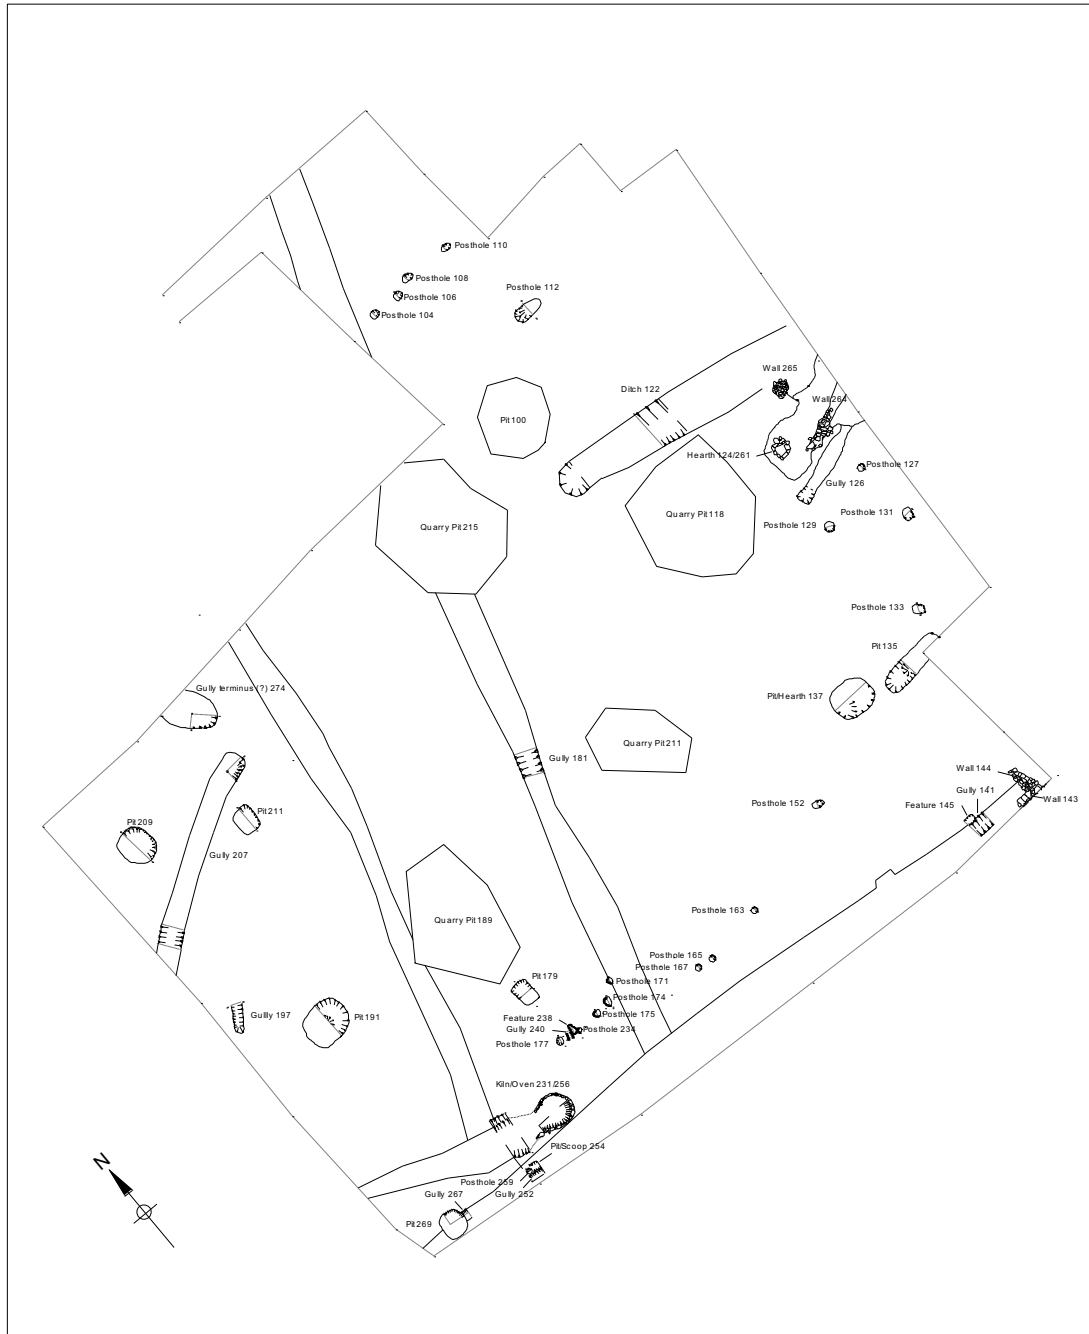 Posthole 110
Posthole 108
Posthole 112
Posthole 106
Posthole 104
Wall 265
Ditch 122
Wall 264
Pit 100
Hearth 124/261
Posthole 127
Gully 126
Quarry Pit 118
Posthole 131
Quarry Pit 215
Posthole 129
Posthole 133
Pit 135
Gully terminus (?) 274
Pit/Hearth 137
Quarry Pit 211
Gully 181
Wall 144
Gully 141
Wall 143
Posthole 152
Feature 145
Pit 211
Pit 209
Gully 207
Posthole 163
Quarry Pit 189
Posthole 165
Posthole 167
Pit 179
Posthole 171
Posthole 174
Gullly 197
Pit 191
Posthole 175
Feature 238
Gully 240
Posthole 234
Posthole 177
Kiln/Oven 231/256
Pit/Scoop 254
N
Posthole 259
Gully 267
Gully 252
Pit 269